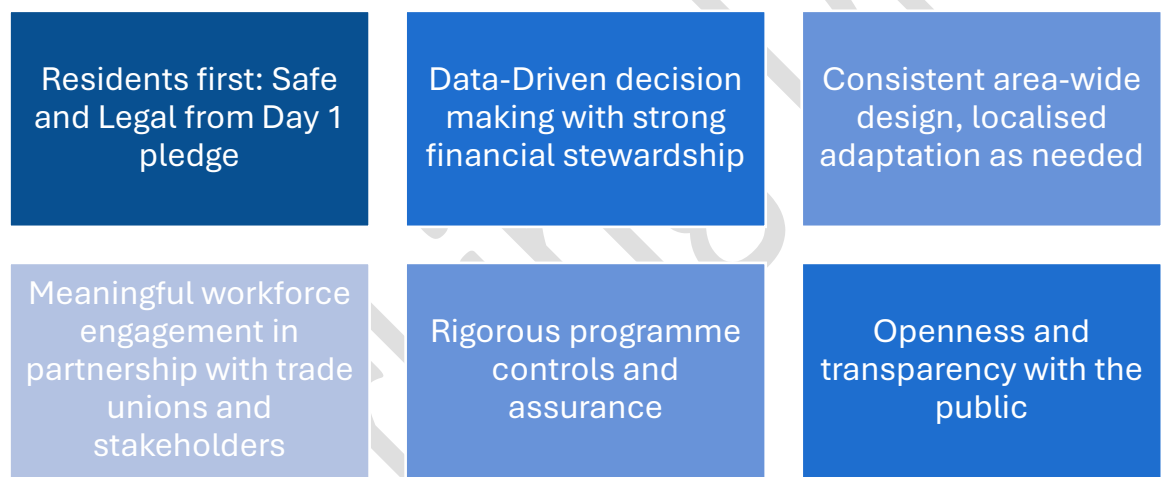 Residents first: Safe
and Legal from Day 1
pledge
Data-Driven decision
making with strong
financial stewardship
Consistent area-wide
design, localised
adaptation as needed
Meaningful workforce
engagement in
partnership with trade
unions and
stakeholders
Rigorous programme
controls and
assurance
Openness and
transparency with the
public